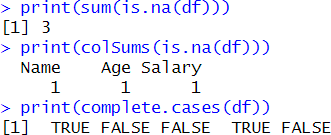 > print(sum(is.na(df)))
[1] 3
> print(colSums(is.na(df)))
  Name    Age Salary
     1      1      1
> print(complete.cases(df))
[1]  TRUE FALSE FALSE  TRUE FALSE